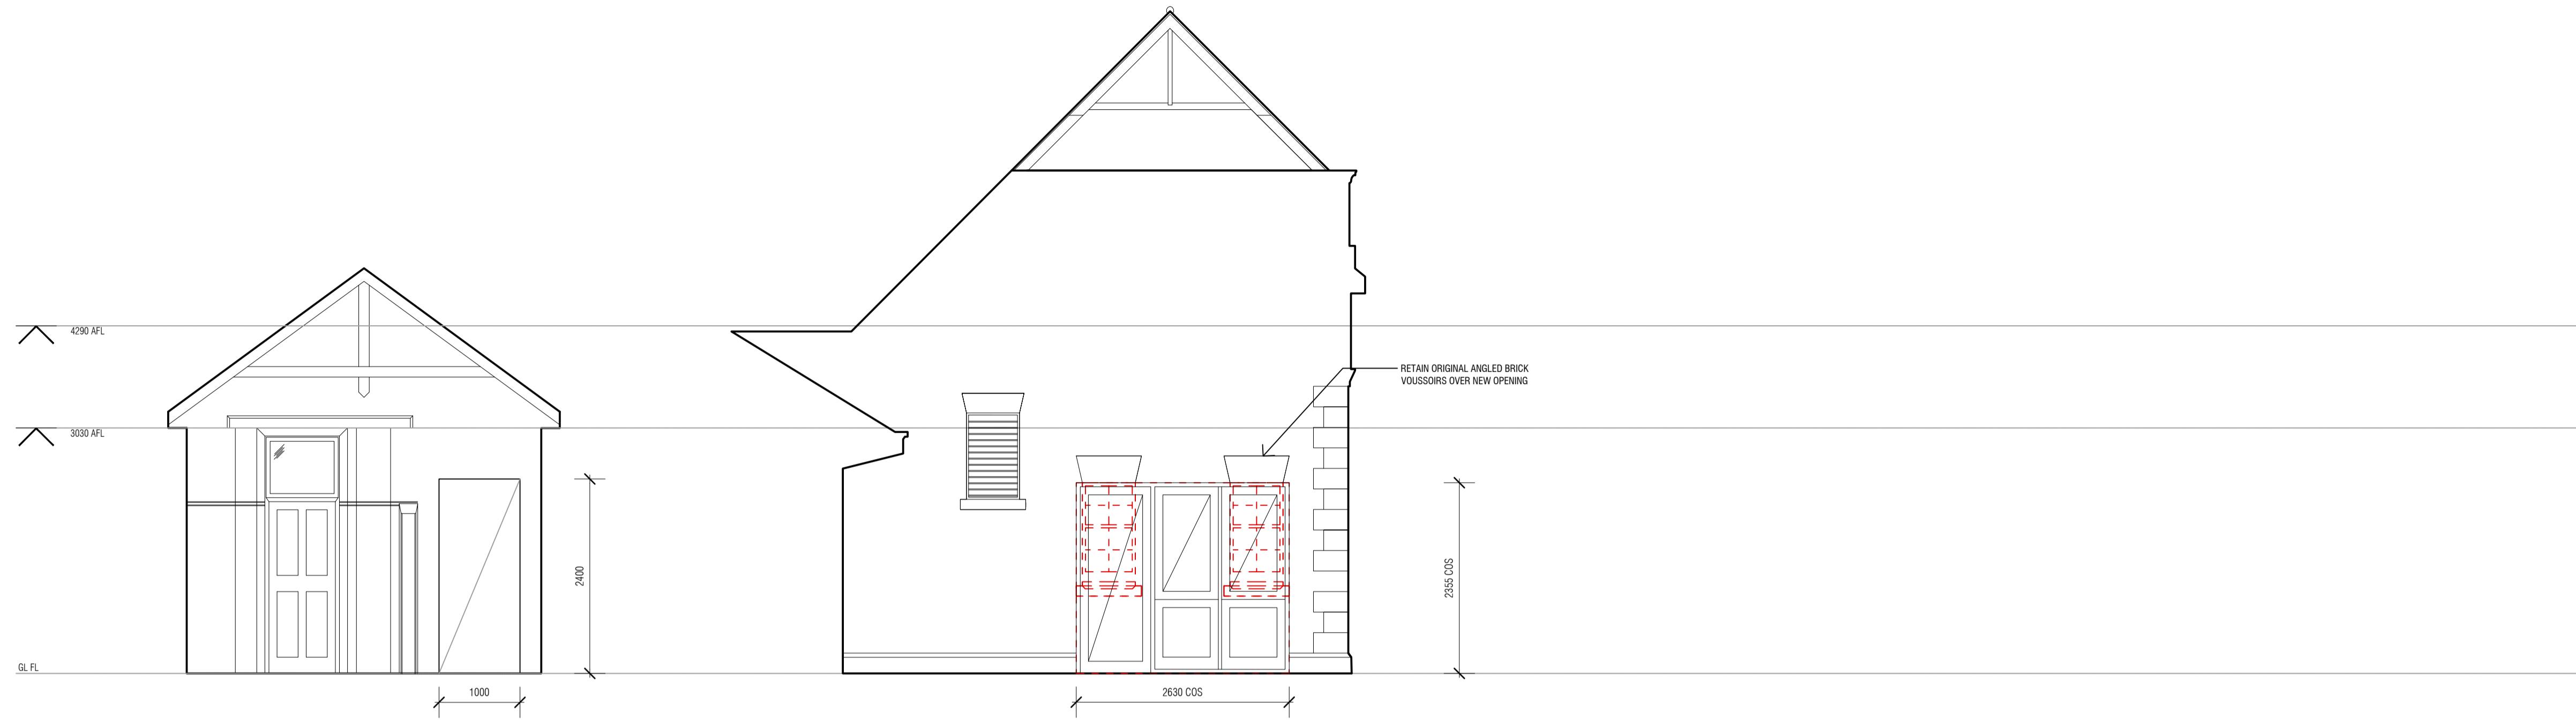 4290 AFL
RETAIN ORIGINAL ANGLED BRICK
VOUSSOIRS OVER NEW OPENING
3030 AFL
2400
2355 COS
GL FL
1000
2630 COS